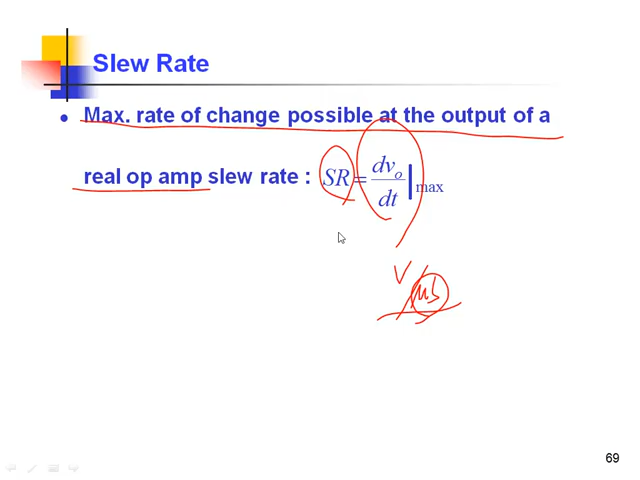 Slew Rate
• Max. rate of change possible at the output of a
real op amp slew rate : SR = dv_o/dt |max
V/μs
69